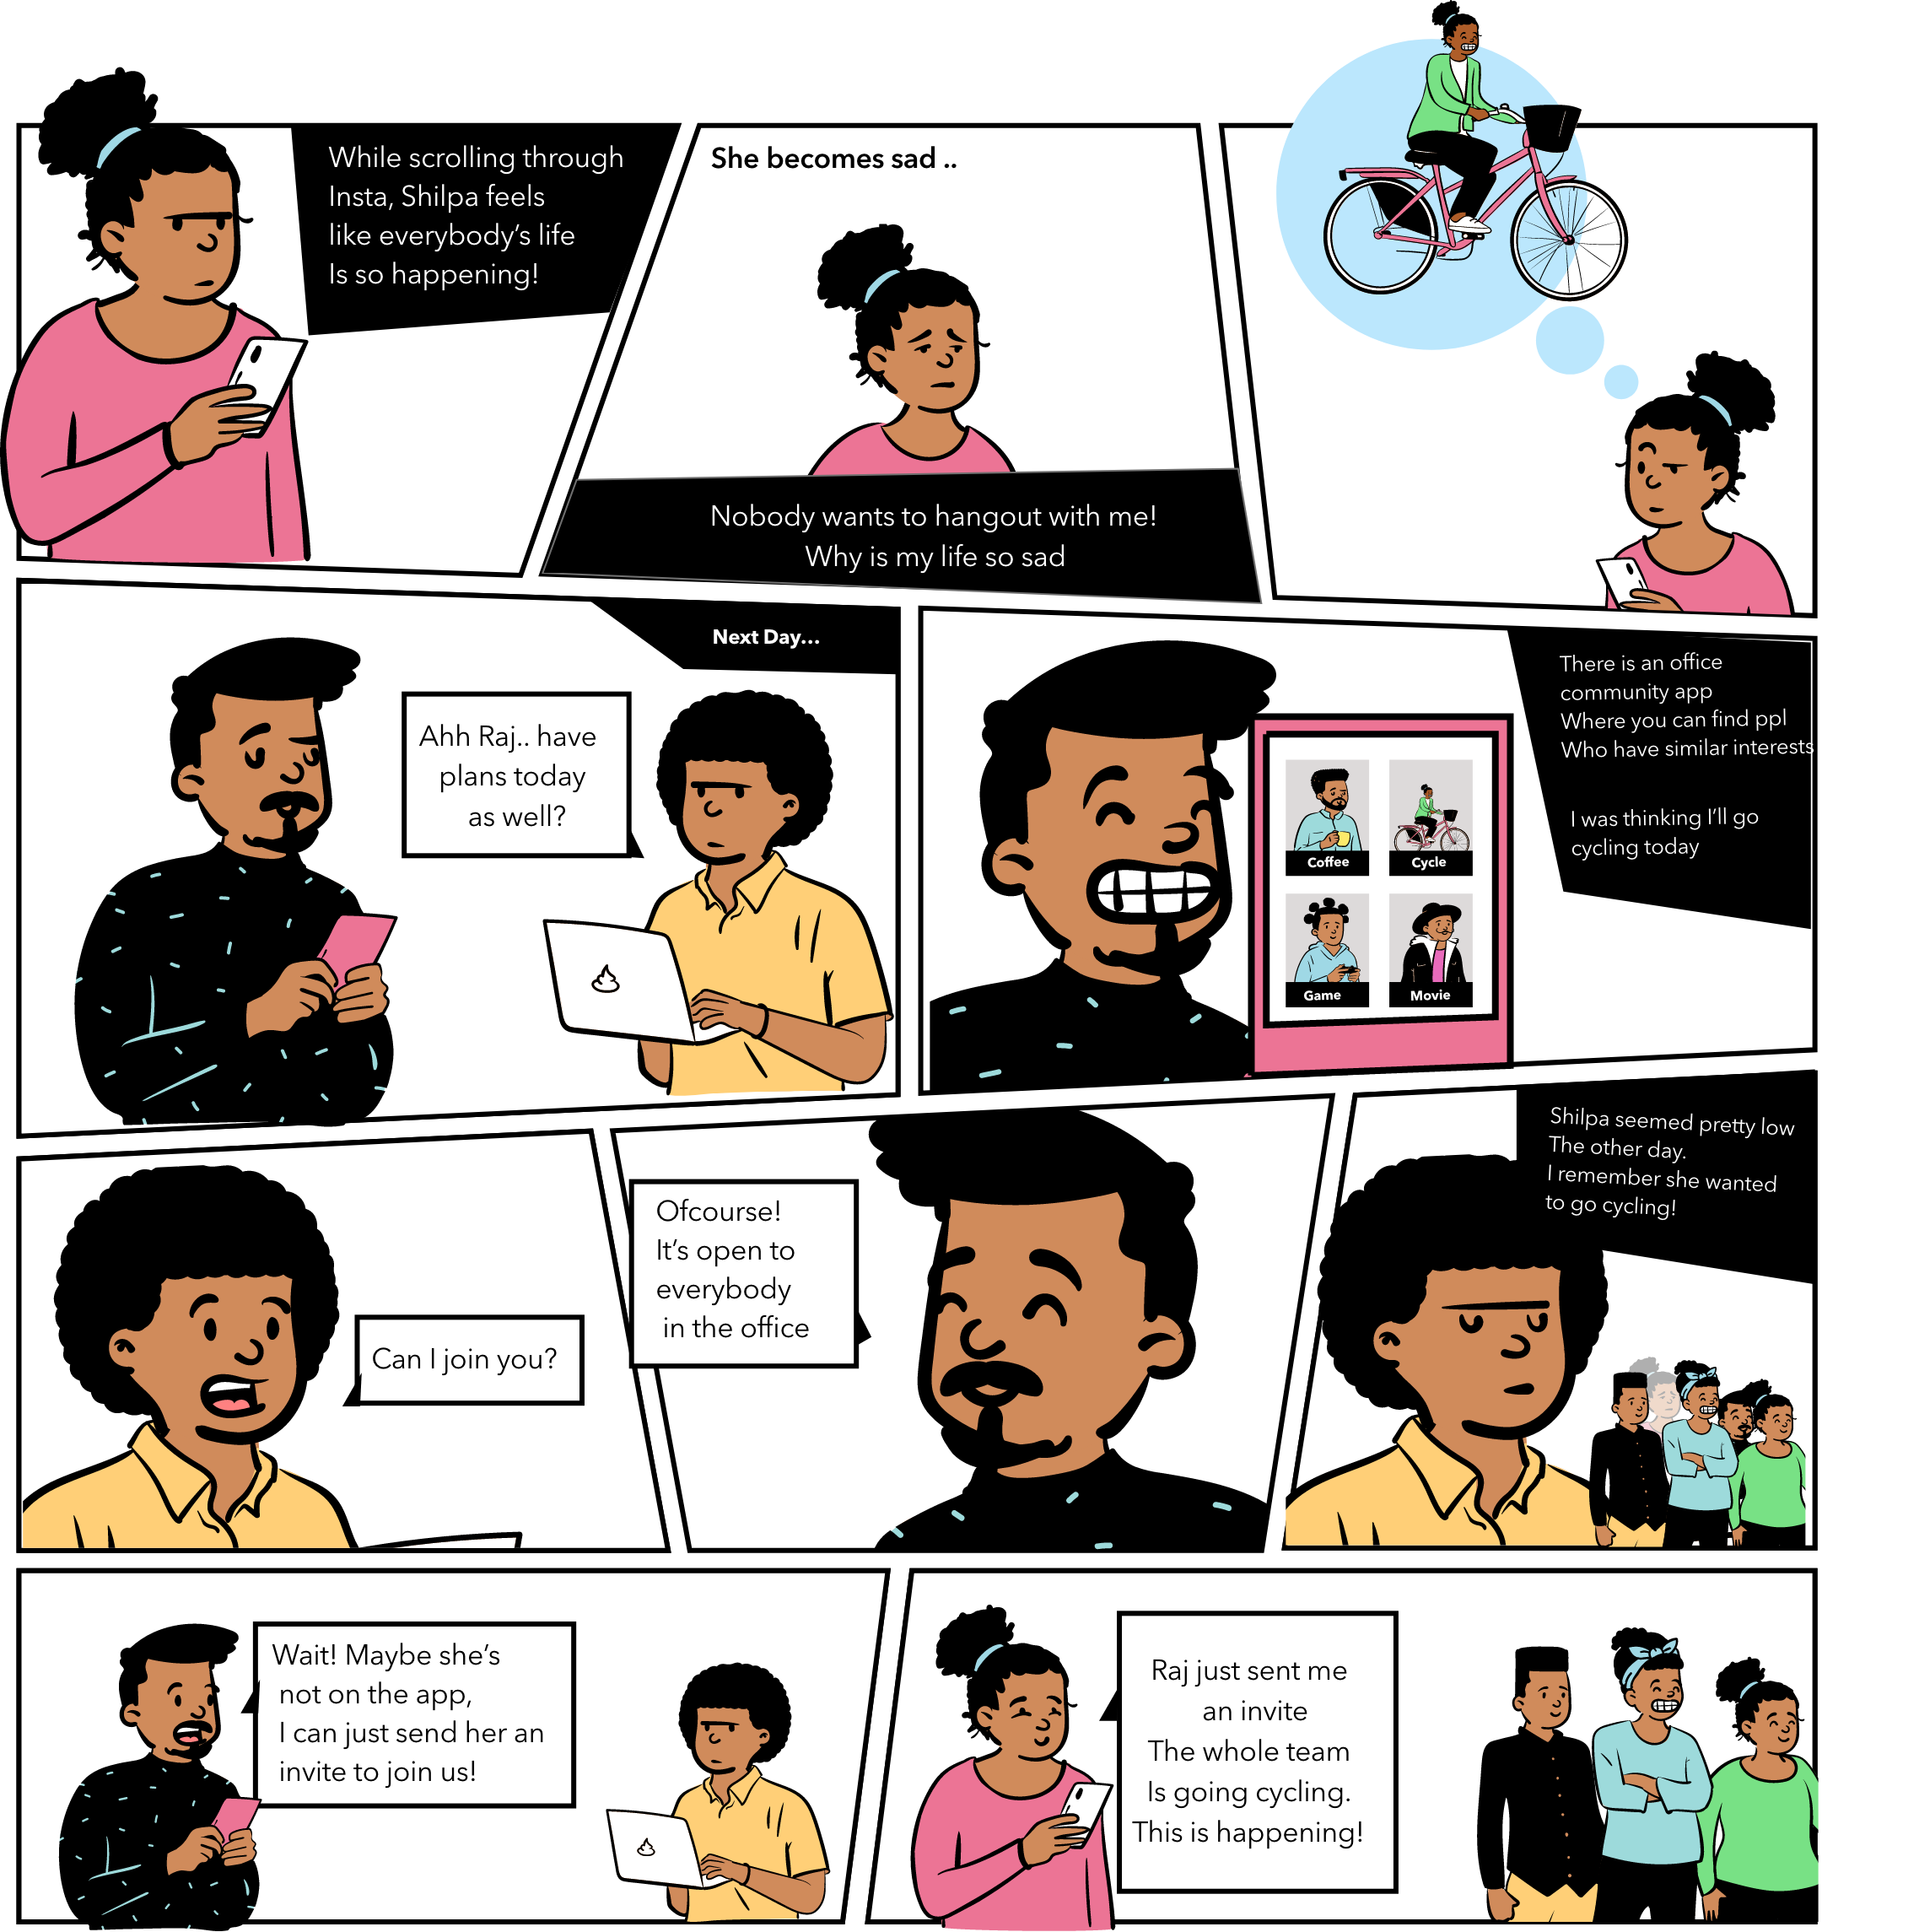 While scrolling through
Insta, Shilpa feels
like everybody's life
Is so happening!
She becomes sad ..
Nobody wants to hangout with me!
Why is my life so sad
Next Day...
Ahh Raj.. have
plans today
as well?
There is an office
community app
Where you can find ppl
Who have similar interests
I was thinking I'll go
cycling today
Coffee
Cycle
Game
Movie
Can I join you?
Ofcourse!
It's open to
everybody
in the office
Shilpa seemed pretty low
The other day.
I remember she wanted
to go cycling!
Wait! Maybe she's
not on the app,
I can just send her an
invite to join us!
Raj just sent me
an invite
The whole team
Is going cycling.
This is happening!